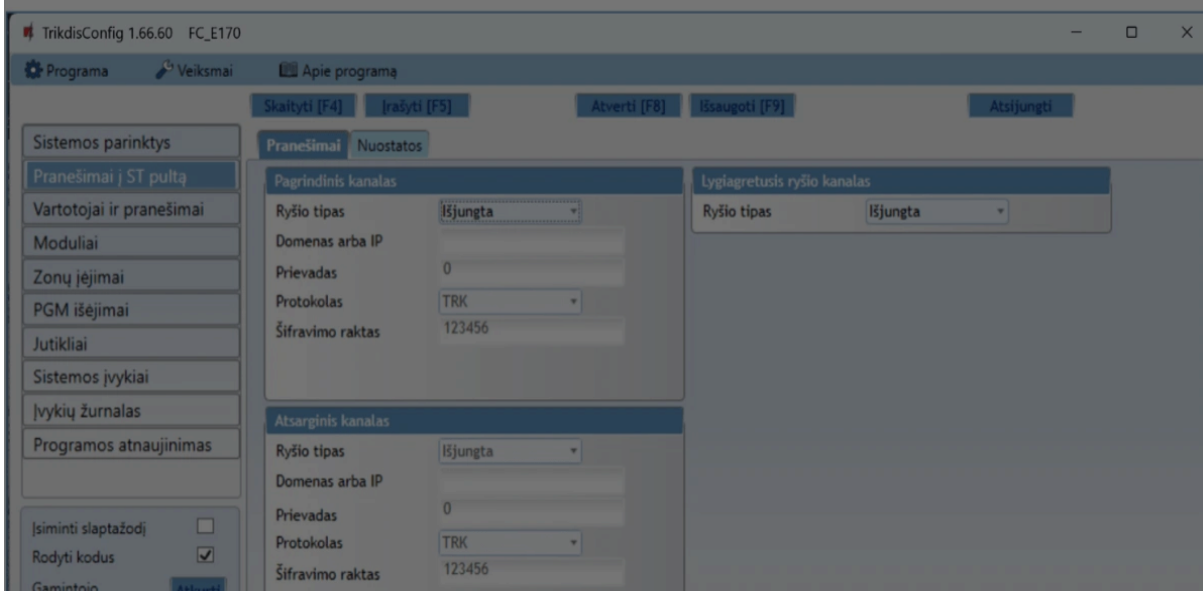 TrikdisConfig 1.66.60 FC_E170
Programa Veiksmai Apie programą
Skaityti [F4] Įrašyti [F5] Atverti [F8] Išsaugoti [F9] Atsijungti
Sistemos parinktys
Pranešimai į ST pultą
Vartotojai ir pranešimai
Moduliai
Zonų įėjimai
PGM išėjimai
Jutikliai
Sistemos įvykiai
Įvykių žurnalas
Programos atnaujinimas
Įsiminti slaptažodį
Rodyti kodus
Gamintojo Atkurti
Pranešimai Nuostatos
Pagrindinis kanalas
Ryšio tipas Išjungta
Domenas arba IP
Prievadas 0
Protokolas TRK
Šifravimo raktas 123456
Atsarginis kanalas
Ryšio tipas Išjungta
Domenas arba IP
Prievadas 0
Protokolas TRK
Šifravimo raktas 123456
Lygiagretusis ryšio kanalas
Ryšio tipas Išjungta